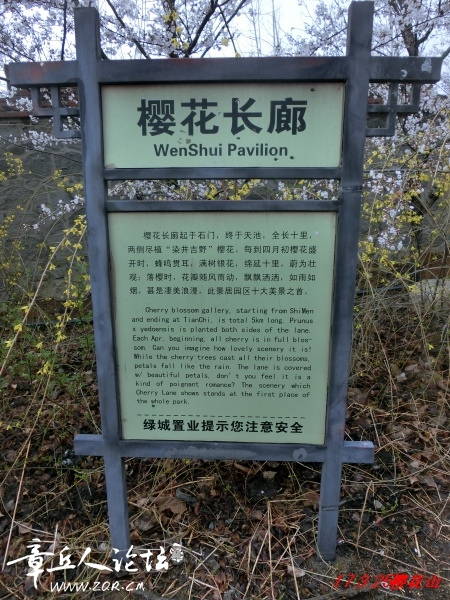 樱花长廊
WenShui Pavilion
樱花长廊起于石门，终于天池，全长十里，
两侧尽植“染井吉野”樱花，每到四月初樱花盛
开时，蜂鸣贯耳，满树银花，绵延十里，蔚为壮
观；落樱时，花瓣随风而动，飘飘洒洒，如雨如
烟，甚是凄美浪漫，此景居园区十大美景之首。
Cherry blossom gallery, starting from ShiMen
and ending at TianChi, is total 5km long. Prunus
x yedoensis is planted both sides of the lane.
Each Apr. beginning, all cherry is in full blos-
som. Can you imagine how lovely scenery it is!
While the cherry trees cast all their blossoms,
petals fall like the rain. The lane is covered
w/ beautiful petals, don't you feel it is a
kind of poignant romance? The scenery which
Cherry Lane shows stands at the first place of
the whole park.
绿城置业提示您注意安全
章丘人论坛
WWW.ZQR.CM